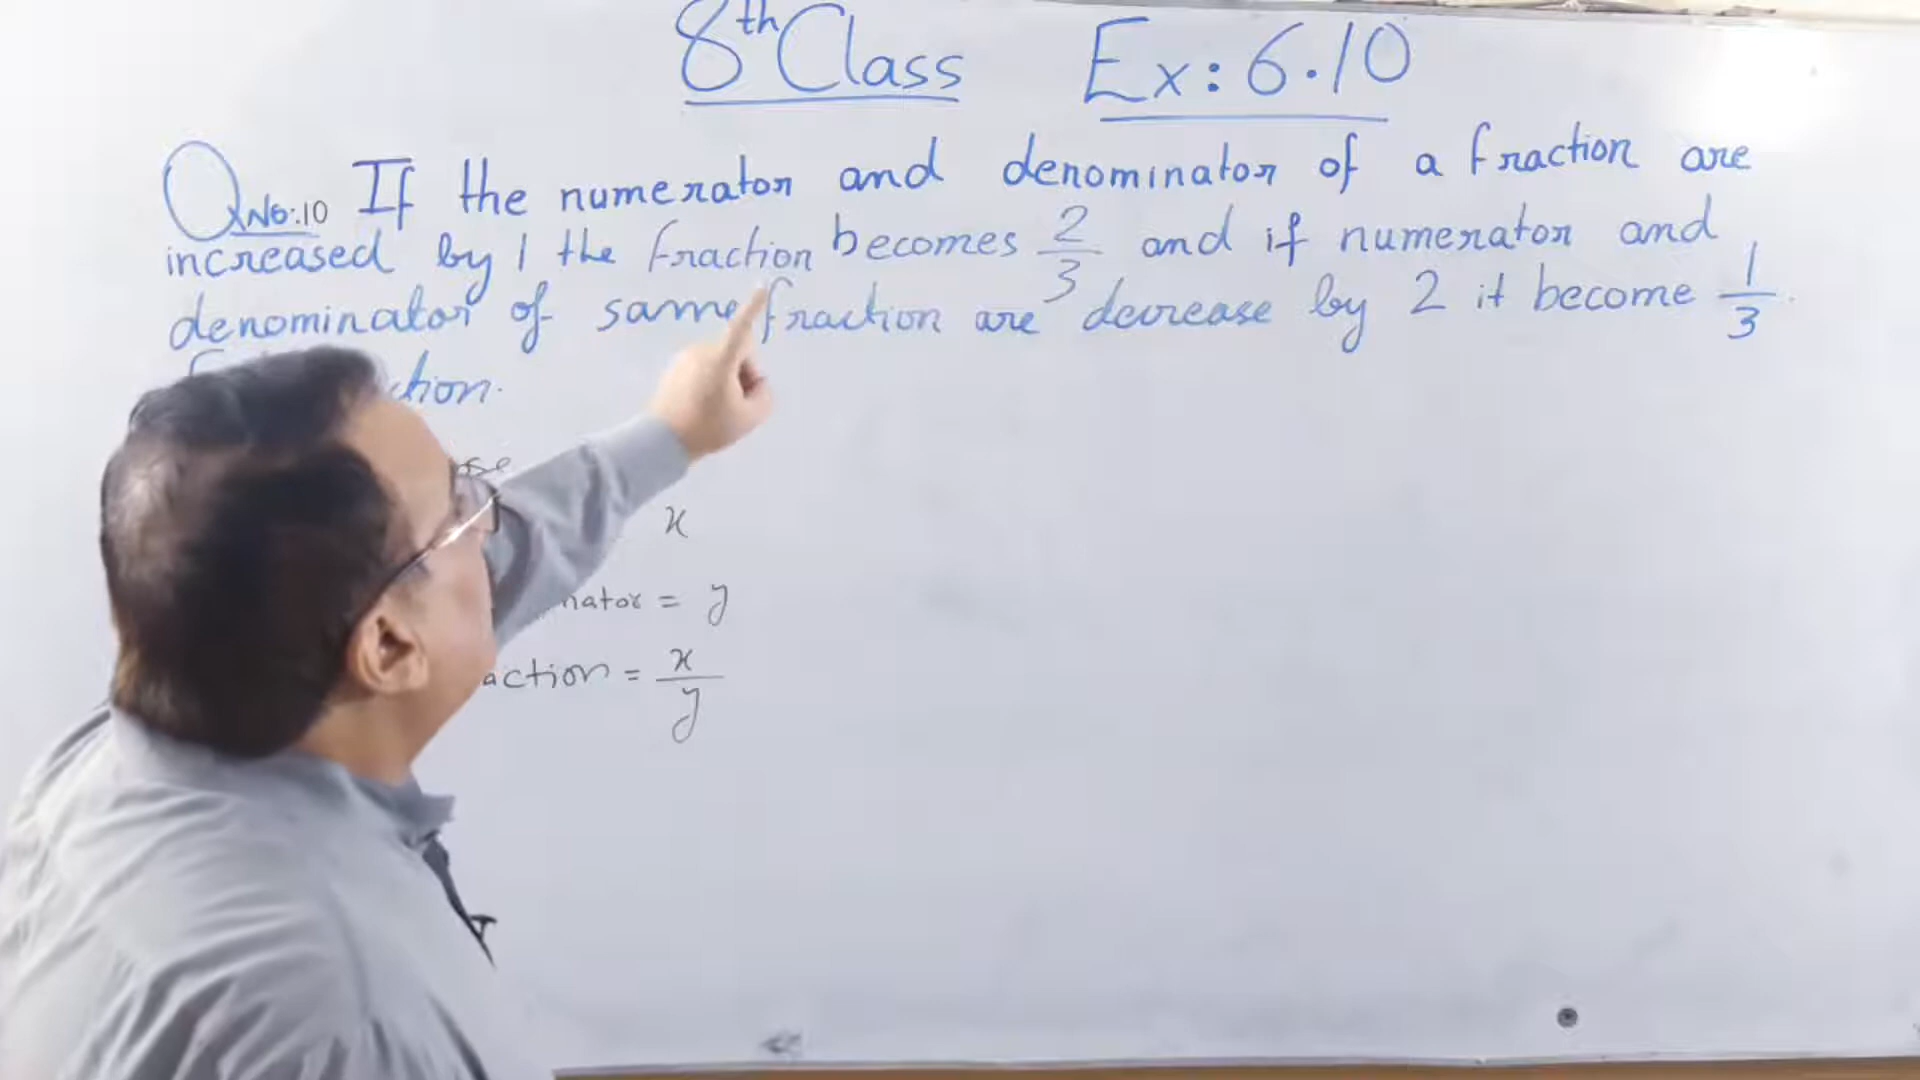 8th Class Ex: 6.10
QNo:10 If the numerator and denominator of a fraction are
increased by 1 the fraction becomes 2/3 and if numerator and
denominator of same fraction are decrease by 2 it become 1/3.
ction.
ose
x
nator = y
action = x/y